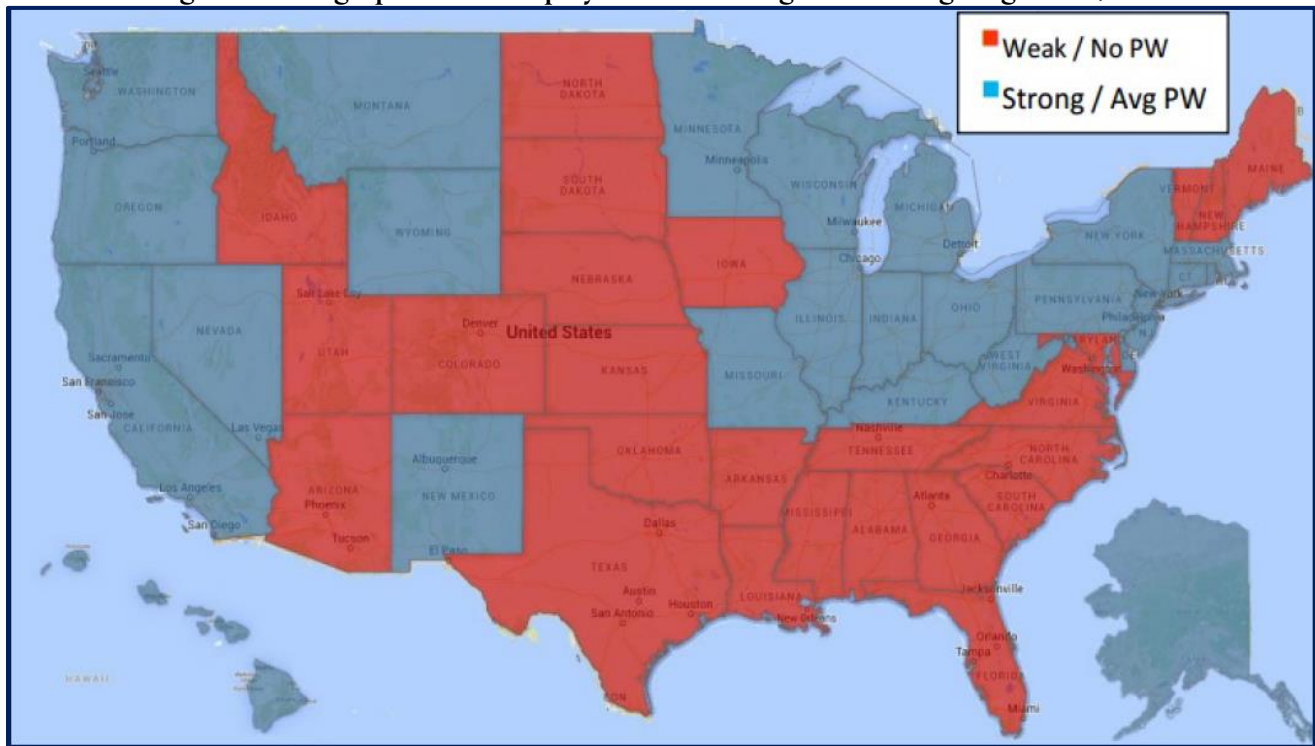 Weak / No PW
Strong / Avg PW
Seattle
WASHINGTON
Portland
OREGON
MONTANA
IDAHO
WYOMING
NORTH
DAKOTA
SOUTH
DAKOTA
MINNESOTA
Minneapolis
WISCONSIN
Milwaukee
MICHIGAN
Detroit
Chicago
IOWA
NEBRASKA
NEVADA
Salt Lake City
UTAH
Denver
COLORADO
United States
KANSAS
MISSOURI
ILLINOIS
INDIANA
OHIO
WEST
VIRGINIA
KENTUCKY
VIRGINIA
PENNSYLVANIA
Philadelphia
NEW YORK
New York
NJ
CT
RI
MASSACHUSETTS
VERMONT
NEW
HAMPSHIRE
MAINE
MARYLAND
DE
Washington
Sacramento
San Francisco
San Jose
CALIFORNIA
Las Vegas
Los Angeles
San Diego
ARIZONA
Phoenix
Tucson
Albuquerque
NEW MEXICO
El Paso
OKLAHOMA
ARKANSAS
Nashville
TENNESSEE
NORTH
CAROLINA
Charlotte
SOUTH
CAROLINA
Atlanta
GEORGIA
ALABAMA
MISSISSIPPI
LOUISIANA
New Orleans
Dallas
TEXAS
Austin
San Antonio
Houston
Jacksonville
Orlando
Tampa
FLORIDA
Miami
HAWAII